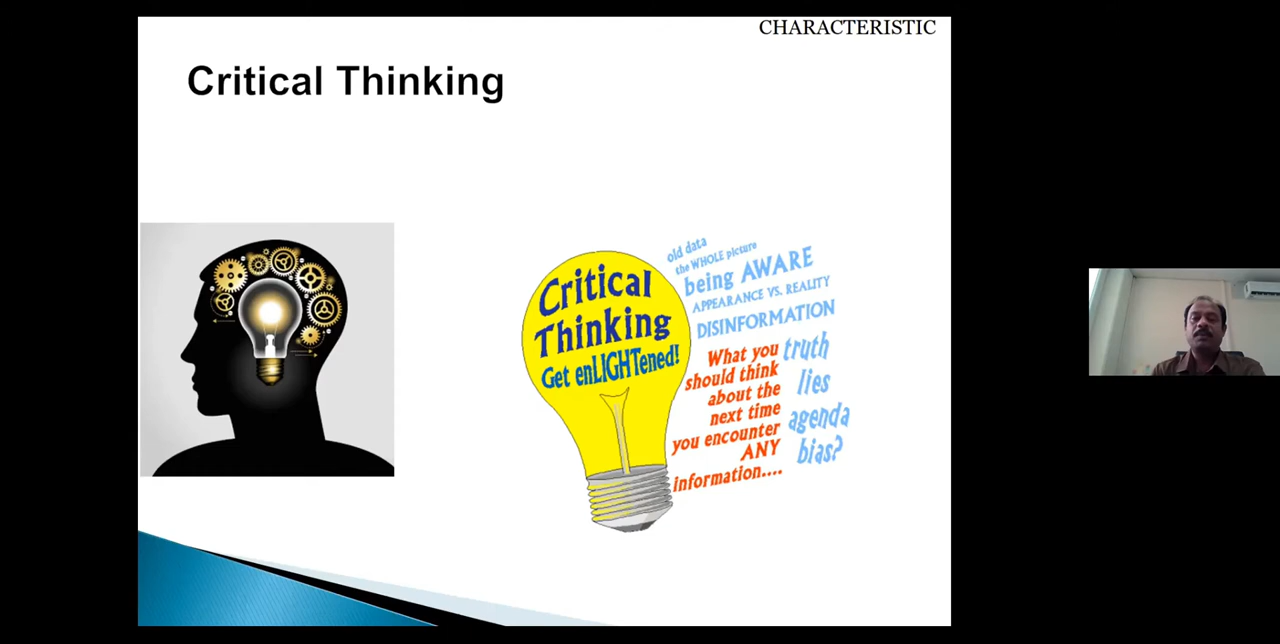 CHARACTERISTIC
Critical Thinking
Critical
Thinking
Get enLIGHTened!
old data
the WHOLE picture
being AWARE
APPEARANCE VS. REALITY
DISINFORMATION
What you
should think
about the
next time
you encounter
ANY
information....
truth
lies
agenda
bias?